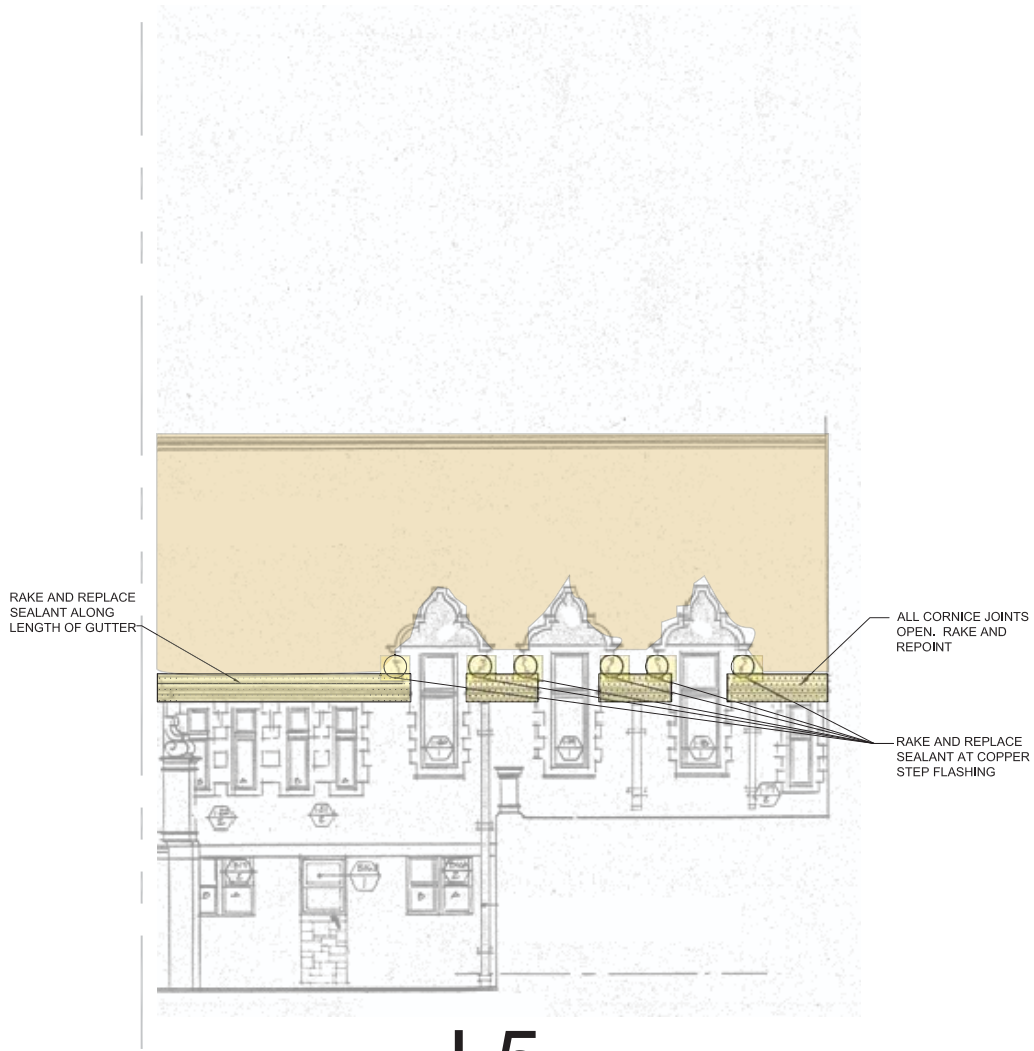 RAKE AND REPLACE
SEALANT ALONG
LENGTH OF GUTTER
ALL CORNICE JOINTS
OPEN. RAKE AND
REPOINT
RAKE AND REPLACE
SEALANT AT COPPER
STEP FLASHING